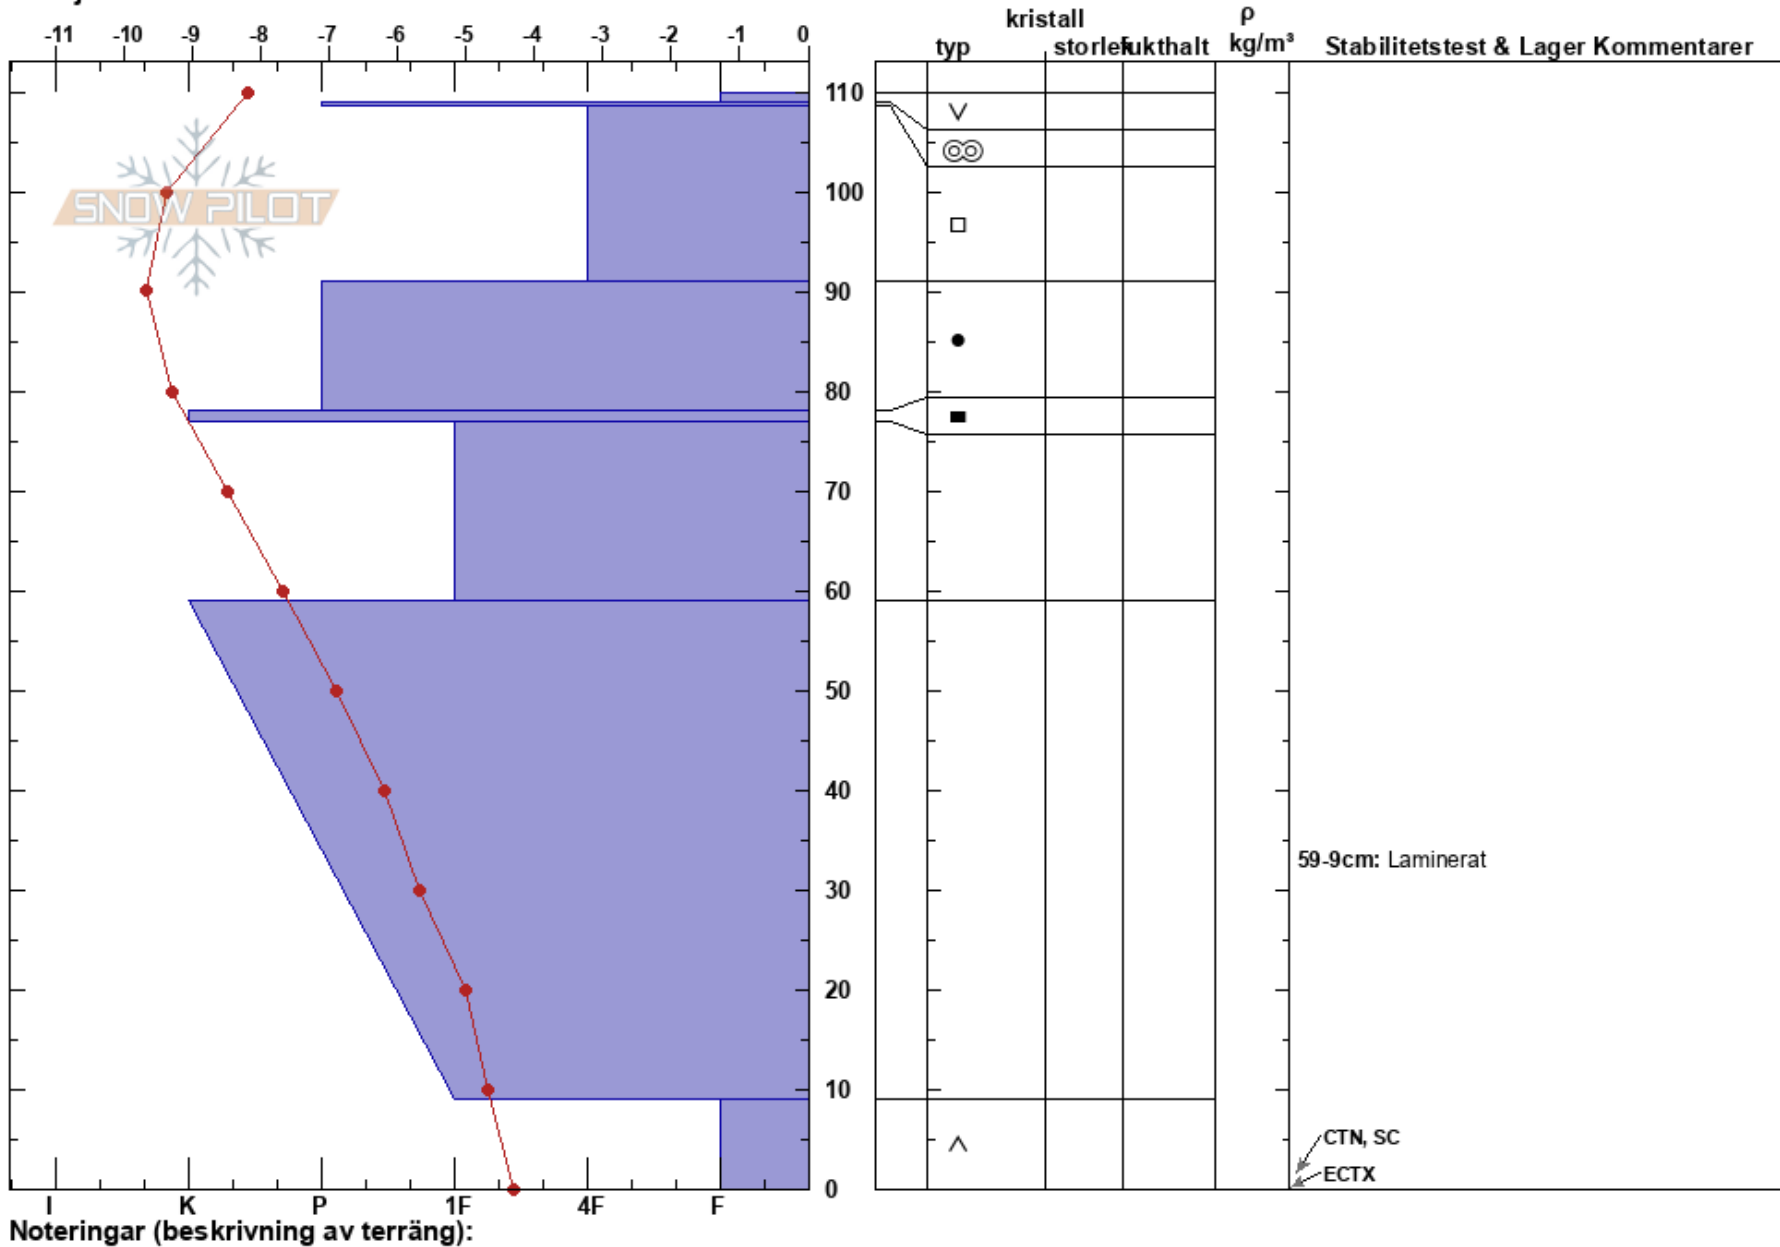 kristall
ρ
-11 -10 -9 -8 -7 -6 -5 -4 -3 -2 -1 0
typ storlek fukthalt kg/m³ Stabilitetstest & Lager Kommentarer
110
SNOW PILOT
100
90
80
70
60
50
40
59-9cm: Laminerat
30
20
10
CTN, SC
ECTX
0
I K P 1F 4F F
Noteringar (beskrivning av terräng):